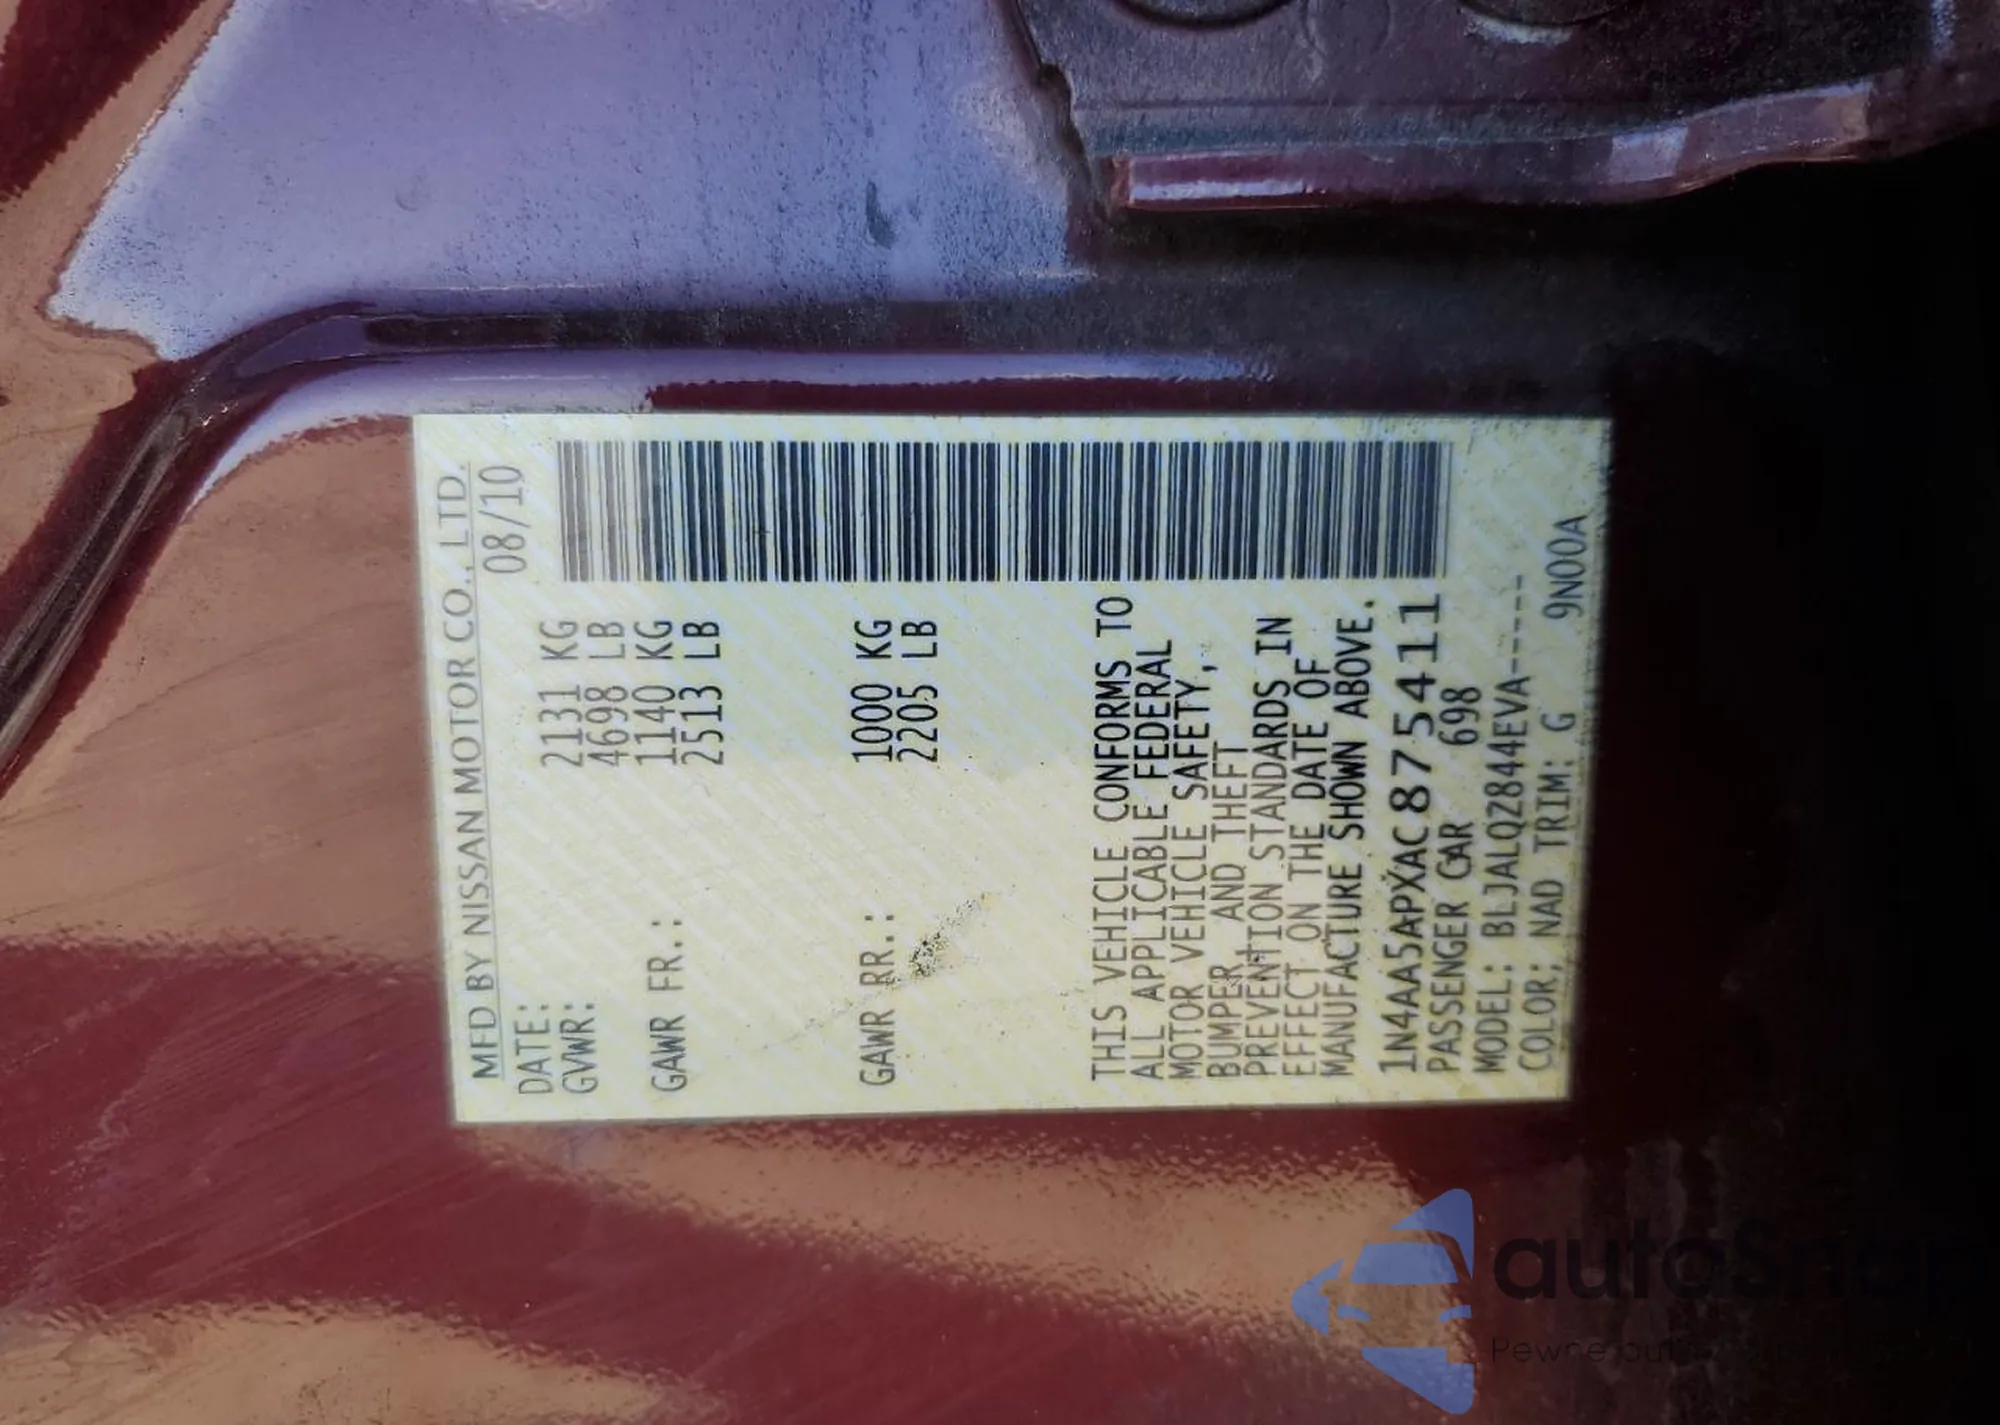 MFD BY NISSAN MOTOR CO., LTD.
DATE: 08/10
GVWR: 2131 KG
4698 LB
GAWR FR.: 1140 KG
2513 LB
GAWR RR.: 1000 KG
2205 LB
THIS VEHICLE CONFORMS TO
ALL APPLICABLE FEDERAL
MOTOR VEHICLE SAFETY,
BUMPER, AND THEFT
PREVENTION STANDARDS IN
EFFECT ON THE DATE OF
MANUFACTURE SHOWN ABOVE.
1N4AA5APXAC875411
PASSENGER CAR 698
MODEL: BLJALQZ844EVA-----
COLOR: NAD TRIM: G 9N00A
autoSnap
Pewne